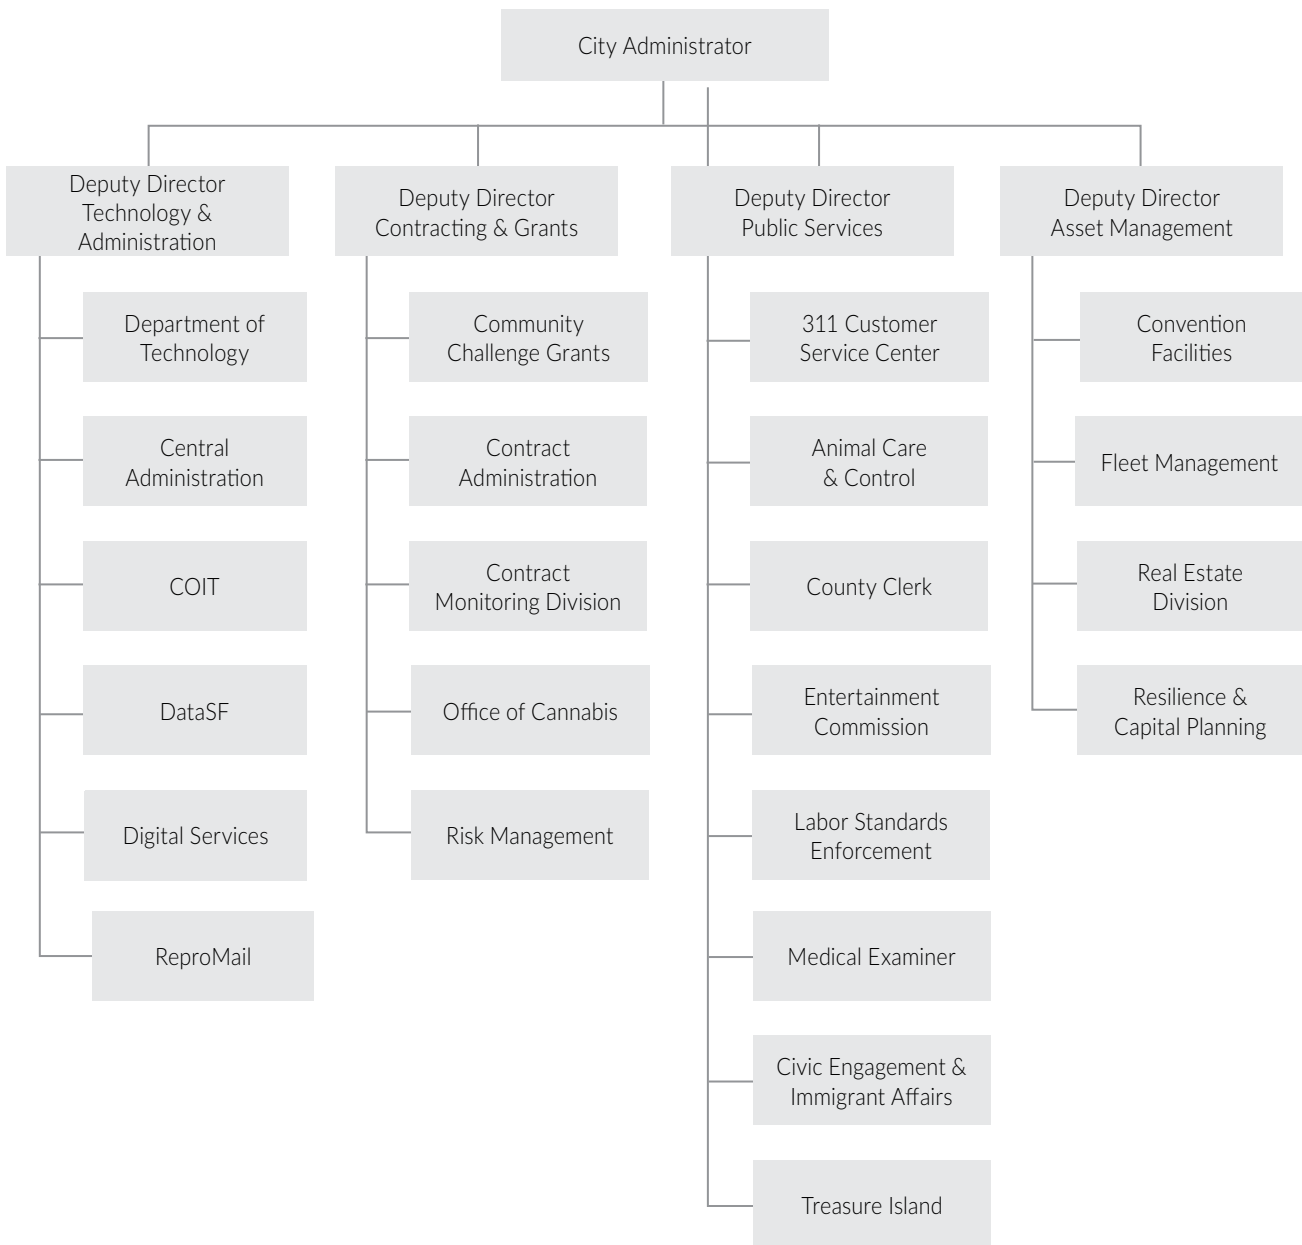 City Administrator
Deputy Director
Technology &
Administration
Deputy Director
Contracting & Grants
Deputy Director
Public Services
Deputy Director
Asset Management
Department of
Technology
Central
Administration
COIT
DataSF
Digital Services
ReproMail
Community
Challenge Grants
Contract
Administration
Contract
Monitoring Division
Office of Cannabis
Risk Management
311 Customer
Service Center
Animal Care
& Control
County Clerk
Entertainment
Commission
Labor Standards
Enforcement
Medical Examiner
Civic Engagement &
Immigrant Affairs
Treasure Island
Convention
Facilities
Fleet Management
Real Estate
Division
Resilience &
Capital Planning